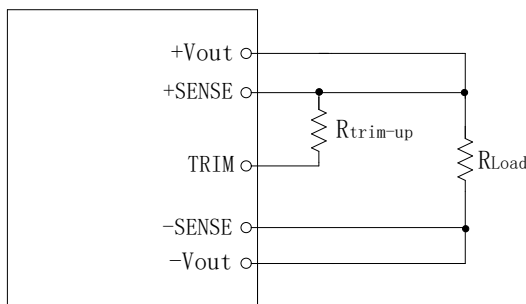 +Vout
+SENSE
Rtrim-up
TRIM
RLoad
-SENSE
-Vout